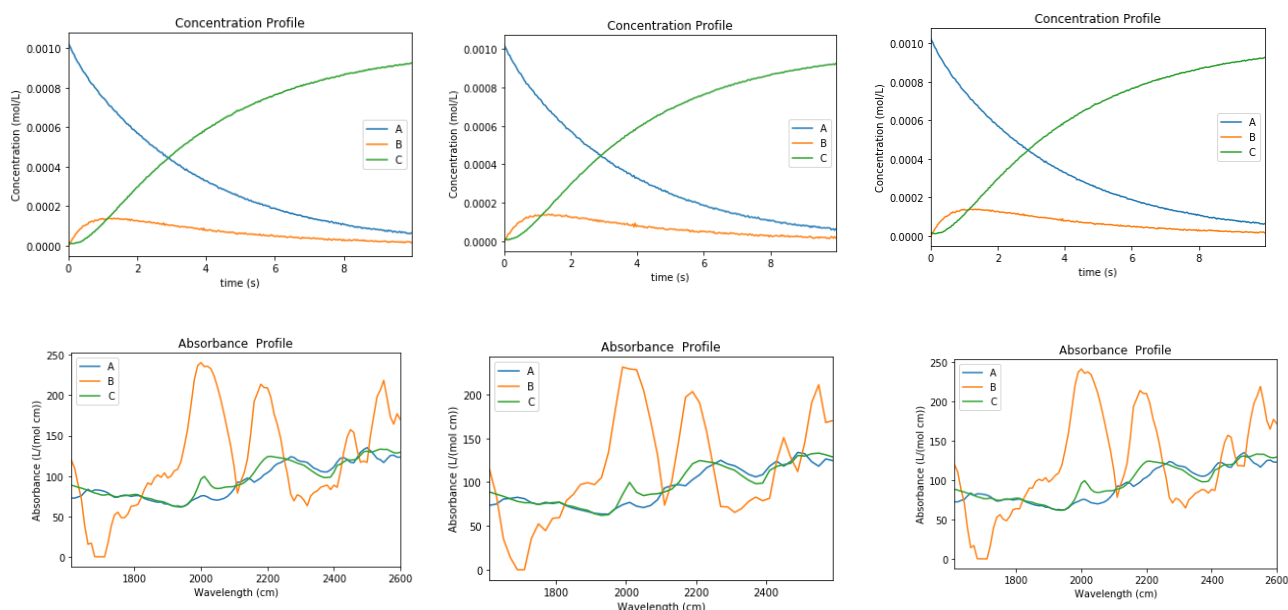 Concentration Profile
Concentration (mol/L)
0.0010
0.0008
0.0006
0.0004
0.0002
0.0000
A
B
C
0 2 4 6 8
time (s)
Concentration Profile
Concentration (mol/L)
0.0010
0.0008
0.0006
0.0004
0.0002
0.0000
A
B
C
0 2 4 6 8
time (s)
Concentration Profile
Concentration (mol/L)
0.0010
0.0008
0.0006
0.0004
0.0002
0.0000
A
B
C
0 2 4 6 8
time (s)
Absorbance Profile
Absorbance (L/(mol cm))
250
200
150
100
50
0
A
B
C
1800 2000 2200 2400 2600
Wavelength (cm)
Absorbance Profile
Absorbance (L/(mol cm))
200
150
100
50
0
A
B
C
1800 2000 2200 2400
Wavelength (cm)
Absorbance Profile
Absorbance (L/(mol cm))
250
200
150
100
50
0
A
B
C
1800 2000 2200 2400 2600
Wavelength (cm)